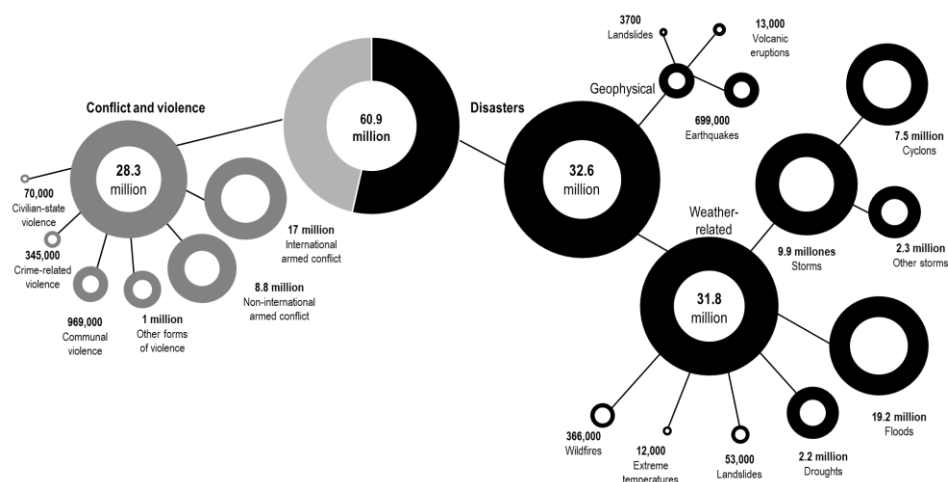 60.9
million
Conflict and violence
28.3
million
70,000
Civilian-state
violence
345,000
Crime-related
violence
969,000
Communal
violence
1 million
Other forms
of violence
8.8 million
Non-international
armed conflict
17 million
International
armed conflict
Disasters
32.6
million
Geophysical
3700
Landslides
13,000
Volcanic
eruptions
699,000
Earthquakes
Weather-
related
31.8
million
9.9 millones
Storms
7.5 million
Cyclons
2.3 million
Other storms
19.2 million
Floods
2.2 million
Droughts
53,000
Landslides
12,000
Extreme
temperatures
366,000
Wildfires